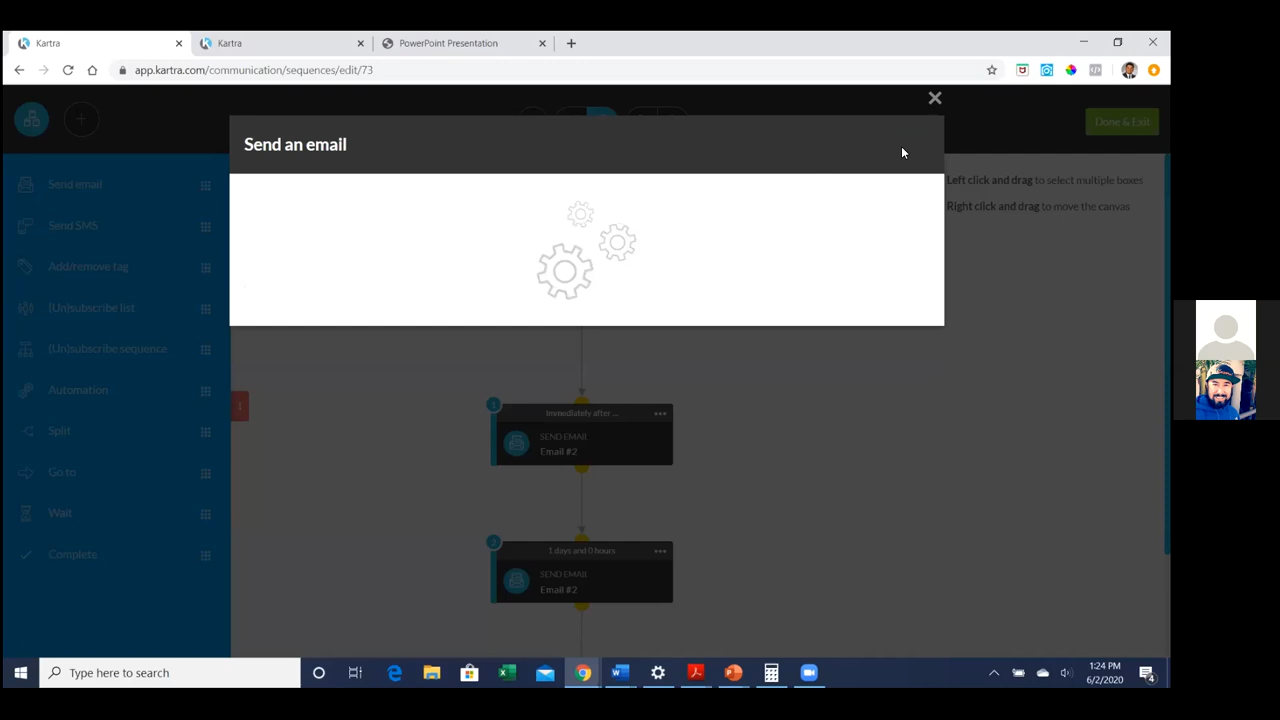 Kartra
Kartra
PowerPoint Presentation
app.kartra.com/communication/sequences/edit/73
Done & Exit
Send an email
Left click and drag to select multiple boxes
Right click and drag to move the canvas
Send email
Send SMS
Add/remove tag
(Un)subscribe list
(Un)subscribe sequence
Automation
Split
Go to
Wait
Complete
1
1
Immediately after ...
SEND EMAIL
Email #2
2
1 days and 0 hours
SEND EMAIL
Email #2
Type here to search
1:24 PM
6/2/2020
4